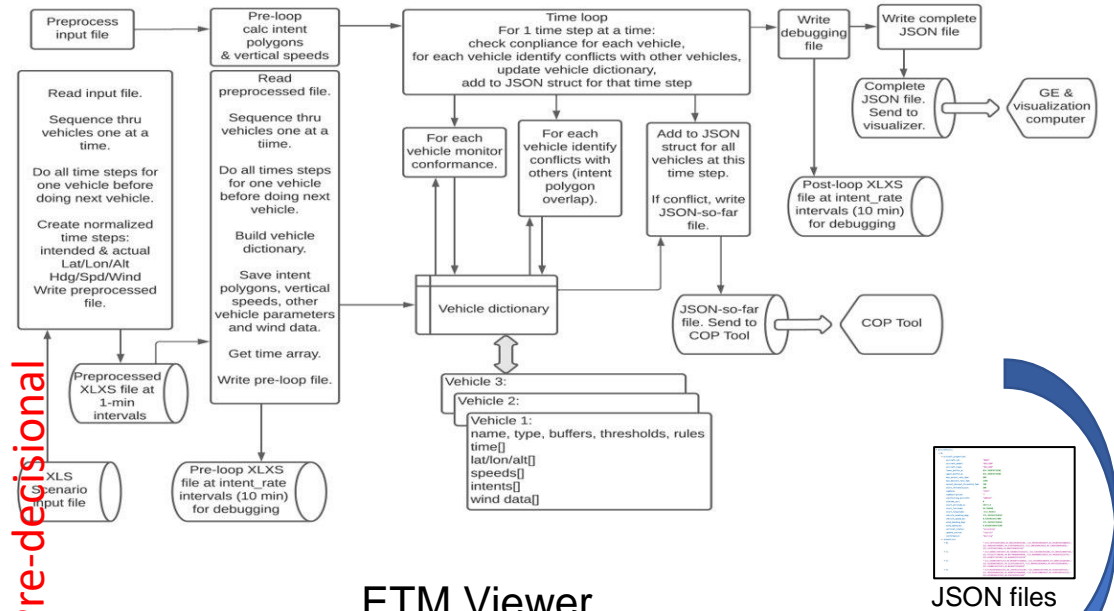 Preprocess
input file
Pre-loop
calc intent
polygons
& vertical speeds
Time loop
For 1 time step at a time:
check compliance for each vehicle,
for each vehicle identify conflicts with other vehicles,
update vehicle dictionary,
add to JSON struct for that time step
Write
debugging
file
Write complete
JSON file
Read input file.
Sequence thru
vehicles one at a
time.
Do all time steps for
one vehicle before
doing next vehicle.
Create normalized
time steps:
intended & actual
Lat/Lon/Alt
Hdg/Spd/Wind
Write preprocessed
file.
Read
preprocessed file.
Sequence thru
vehicles one at a
time.
Do all times steps
for one vehicle
before doing next
vehicle.
Build vehicle
dictionary.
Save intent
polygons, vertical
speeds, other
vehicle parameters
and wind data.
Get time array.
Write pre-loop file.
For each
vehicle monitor
conformance.
For each
vehicle identify
conflicts with
others (intent
polygon
overlap).
Add to JSON
struct for all
vehicles at this
time step.
If conflict, write
JSON-so-far
file.
Complete
JSON file.
Send to
visualizer.
GE &
visualization
computer
Post-loop XLXS
file at intent_rate
intervals (10 min)
for debugging
Vehicle dictionary
JSON-so-far
file. Send to
COP Tool
COP Tool
Preprocessed
XLXS file at
1-min
intervals
XLS
Scenario
input file
Pre-loop XLXS
file at intent_rate
intervals (10 min)
for debugging
Vehicle 3:
Vehicle 2:
Vehicle 1:
name, type, buffers, thresholds, rules
time[]
lat/lon/alt[]
speeds[]
intents[]
wind data[]
Pre-decisional
ETM Viewer
JSON files